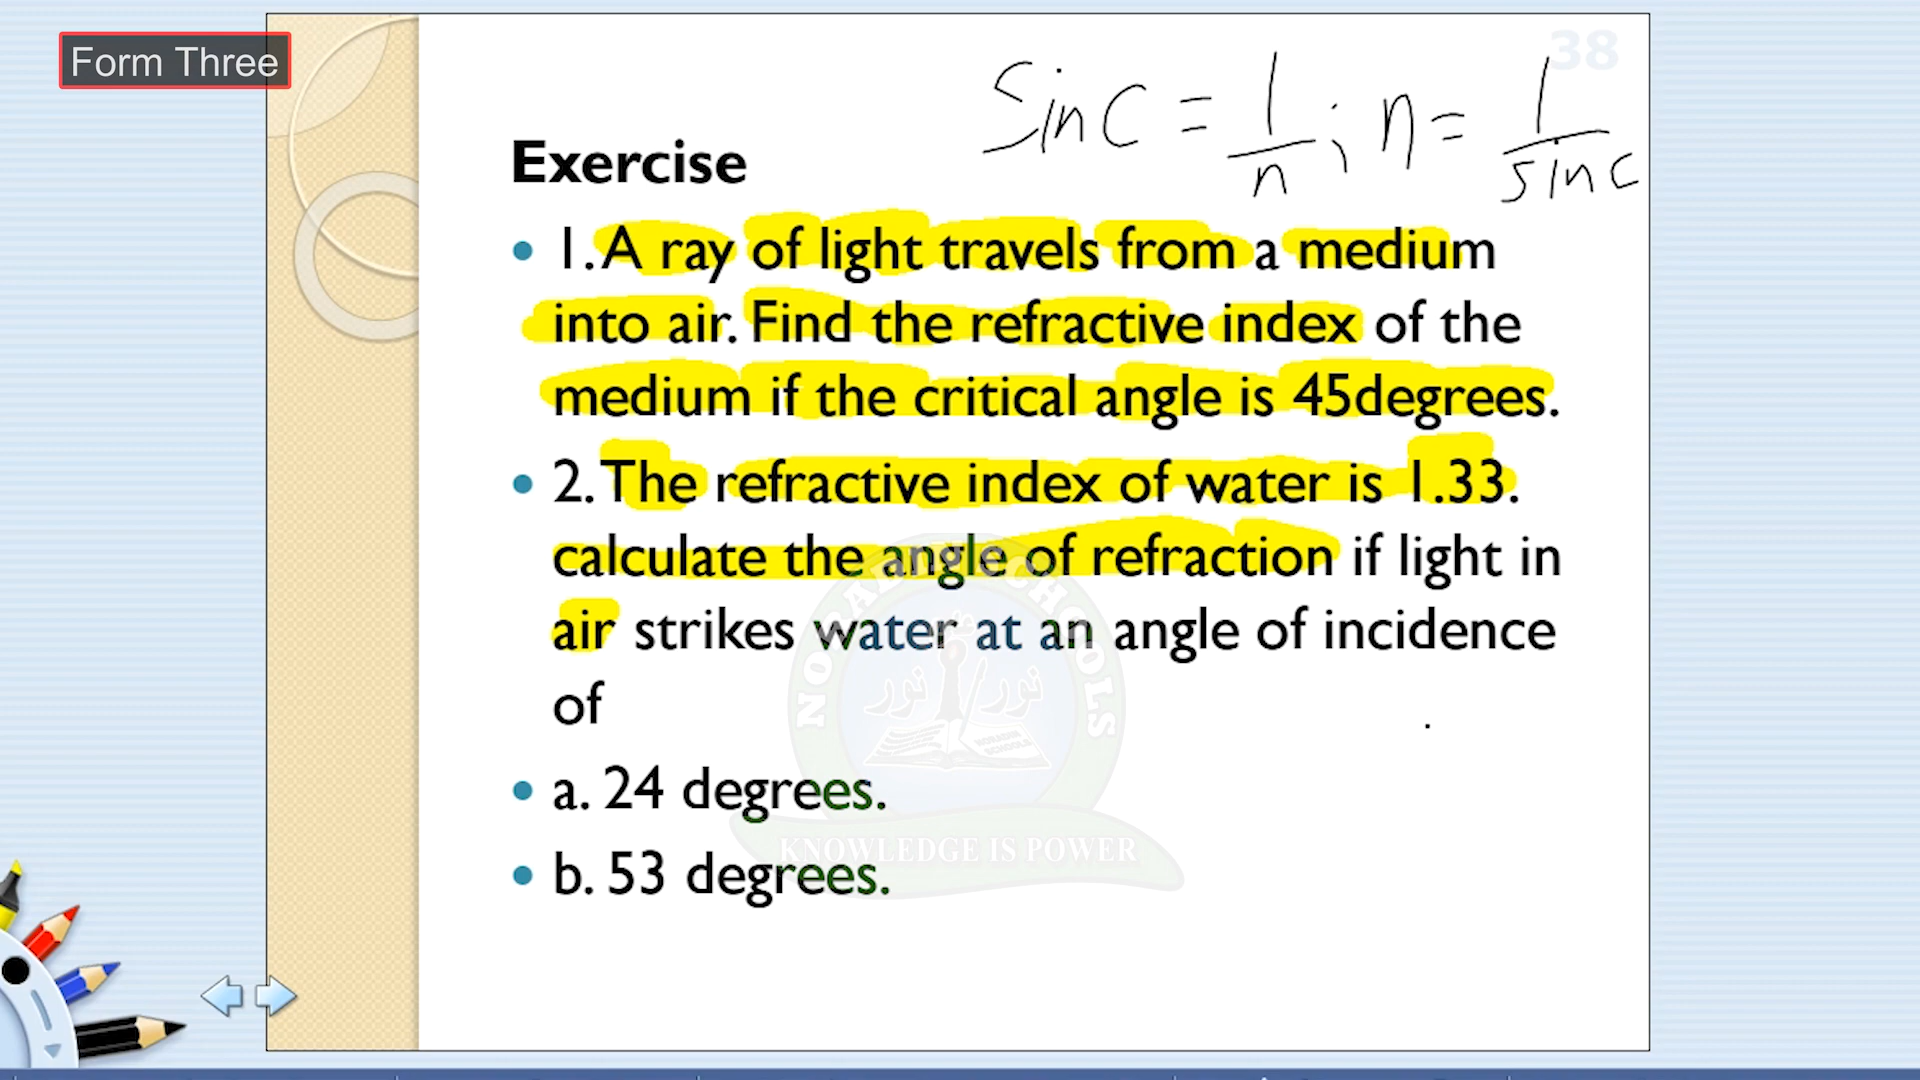 Form Three
38
Sin C = 1/n ; n = 1/sin C
Exercise
• 1. A ray of light travels from a medium
into air. Find the refractive index of the
medium if the critical angle is 45degrees.
• 2. The refractive index of water is 1.33.
calculate the angle of refraction if light in
air strikes water at an angle of incidence
of
• a. 24 degrees.
• b. 53 degrees.
نور نور
KNOWLEDGE IS POWER